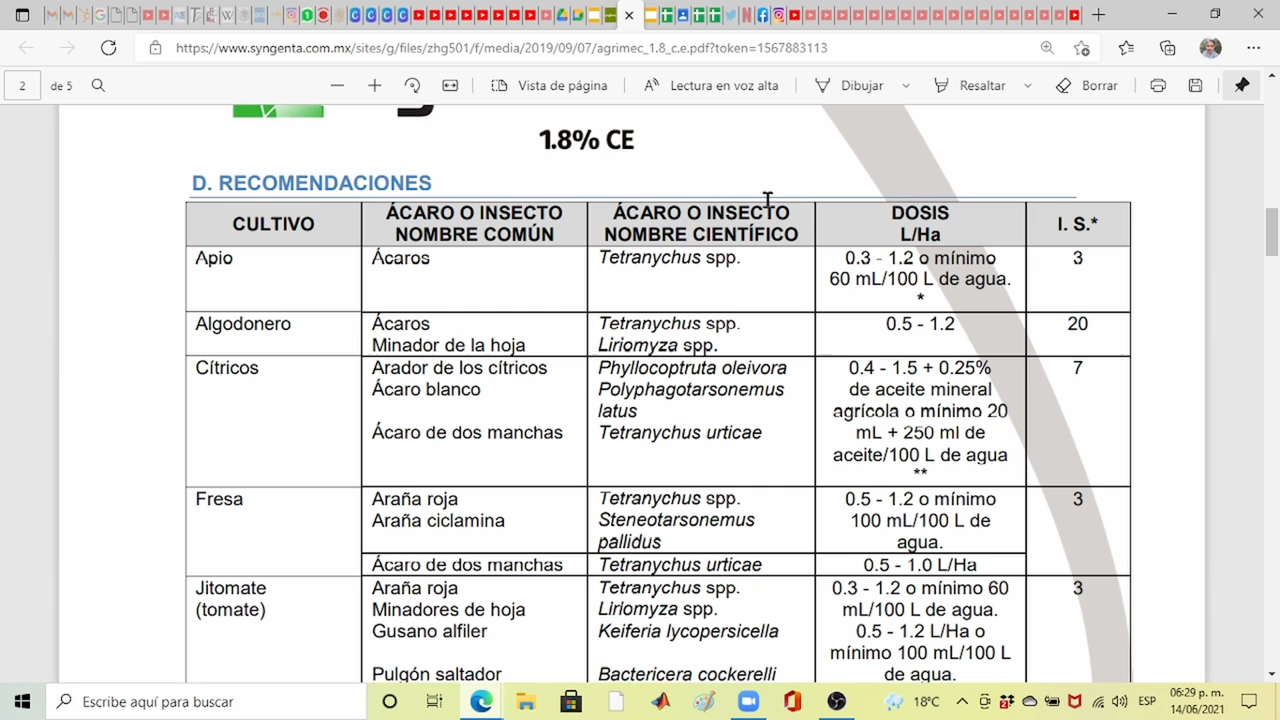 https://www.syngenta.com.mx/sites/g/files/zhg501/f/media/2019/09/07/agrimec_1.8_c.e.pdf?token=1567883113
2 de 5 Vista de página Lectura en voz alta Dibujar Resaltar Borrar
1.8% CE
D. RECOMENDACIONES
CULTIVO
ÁCARO O INSECTO
NOMBRE COMÚN
ÁCARO O INSECTO
NOMBRE CIENTÍFICO
DOSIS
L/Ha
I. S.*
Apio
Ácaros
Tetranychus spp.
0.3 - 1.2 o mínimo
60 mL/100 L de agua.
*
3
Algodonero
Ácaros
Minador de la hoja
Tetranychus spp.
Liriomyza spp.
0.5 - 1.2
20
Cítricos
Arador de los cítricos
Ácaro blanco
Ácaro de dos manchas
Phyllocoptruta oleivora
Polyphagotarsonemus
latus
Tetranychus urticae
0.4 - 1.5 + 0.25%
de aceite mineral
agrícola o mínimo 20
mL + 250 ml de
aceite/100 L de agua
**
7
Fresa
Araña roja
Araña ciclamina
Tetranychus spp.
Steneotarsonemus
pallidus
0.5 - 1.2 o mínimo
100 mL/100 L de
agua.
3
Ácaro de dos manchas
Tetranychus urticae
0.5 - 1.0 L/Ha
Jitomate
(tomate)
Araña roja
Minadores de hoja
Gusano alfiler
Pulgón saltador
Tetranychus spp.
Liriomyza spp.
Keiferia lycopersicella
Bactericera cockerelli
0.3 - 1.2 o mínimo 60
mL/100 L de agua.
0.5 - 1.2 L/Ha o
mínimo 100 mL/100 L
de agua.
3
Escribe aquí para buscar
18°C
ESP
06:29 p. m.
14/06/2021